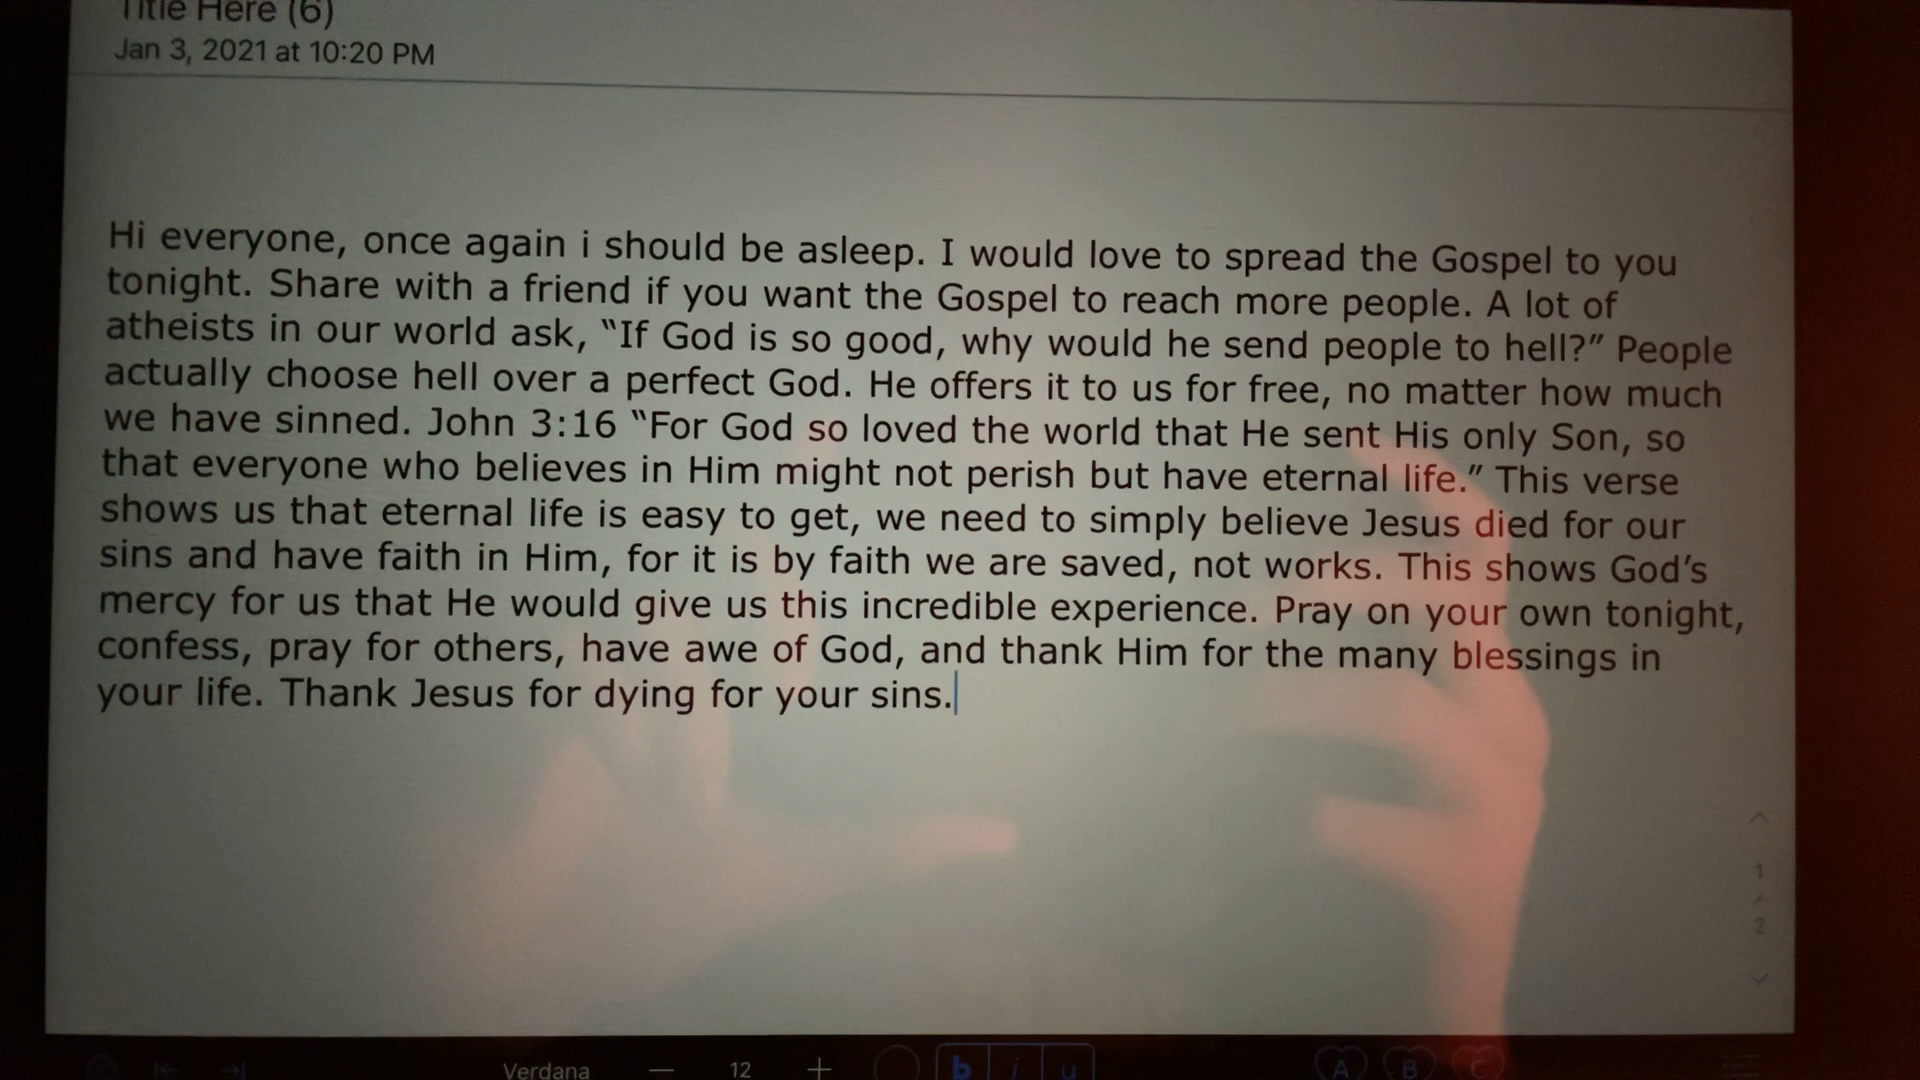 Title Here (6)
Jan 3, 2021 at 10:20 PM
Hi everyone, once again i should be asleep. I would love to spread the Gospel to you
tonight. Share with a friend if you want the Gospel to reach more people. A lot of
atheists in our world ask, “If God is so good, why would he send people to hell?” People
actually choose hell over a perfect God. He offers it to us for free, no matter how much
we have sinned. John 3:16 “For God so loved the world that He sent His only Son, so
that everyone who believes in Him might not perish but have eternal life.” This verse
shows us that eternal life is easy to get, we need to simply believe Jesus died for our
sins and have faith in Him, for it is by faith we are saved, not works. This shows God’s
mercy for us that He would give us this incredible experience. Pray on your own tonight,
confess, pray for others, have awe of God, and thank Him for the many blessings in
your life. Thank Jesus for dying for your sins.
1
/
2
Verdana — 12 + b i u A B C